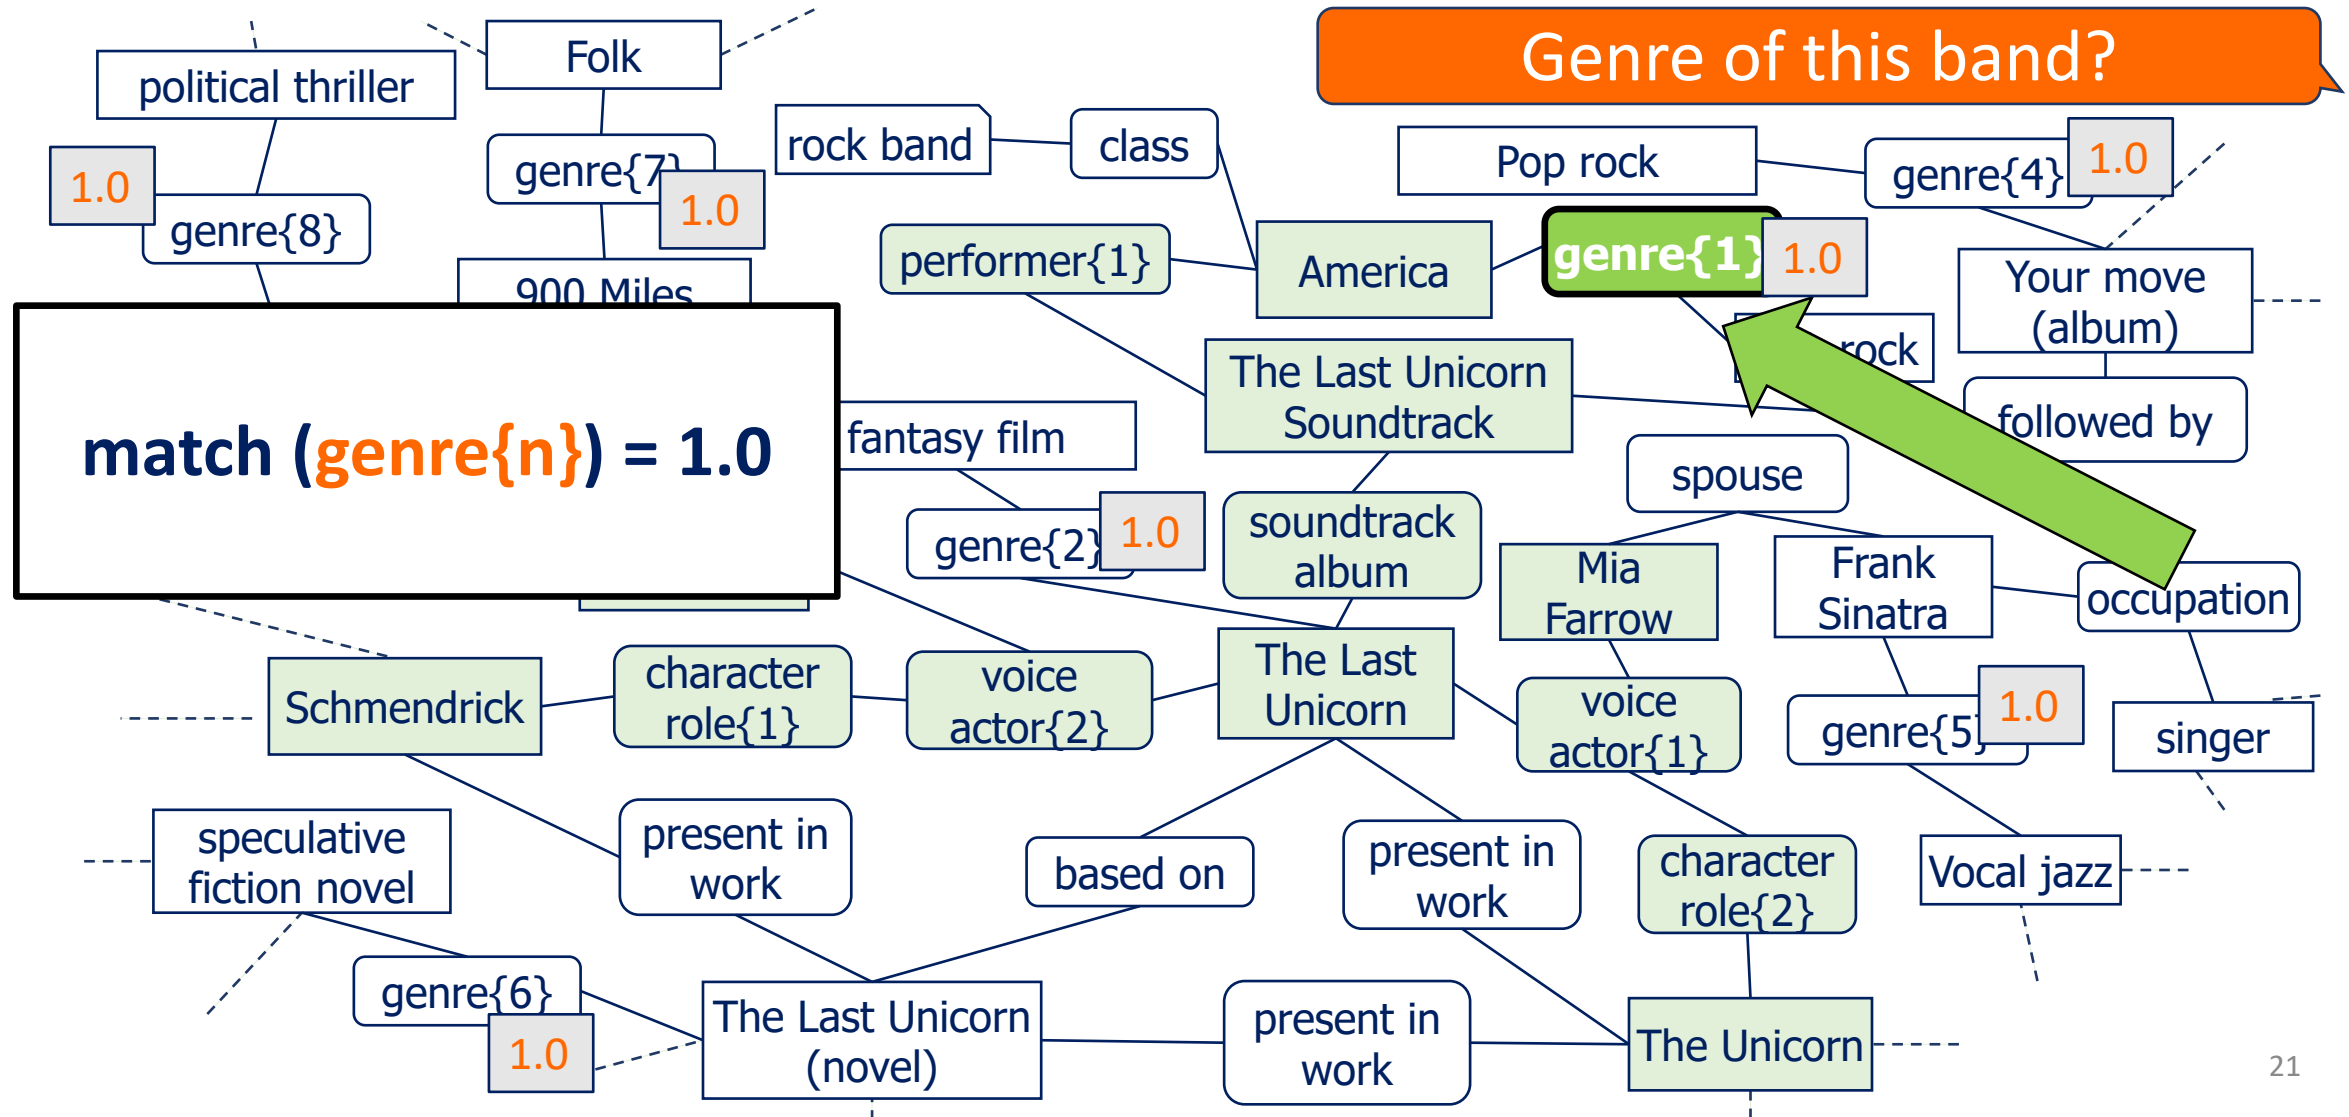 Genre of this band?
Folk
political thriller
rock band
class
Pop rock
genre{4}
1.0
genre{7}
1.0
1.0
genre{8}
performer{1}
America
genre{1}
1.0
Your move
(album)
900 Miles
rock
The Last Unicorn
Soundtrack
followed by
match (genre{n}) = 1.0
fantasy film
spouse
genre{2}
1.0
soundtrack
album
Mia
Farrow
Frank
Sinatra
occupation
Schmendrick
character
role{1}
voice
actor{2}
The Last
Unicorn
voice
actor{1}
genre{5}
1.0
singer
speculative
fiction novel
present in
work
based on
present in
work
character
role{2}
Vocal jazz
genre{6}
1.0
The Last Unicorn
(novel)
present in
work
The Unicorn
21